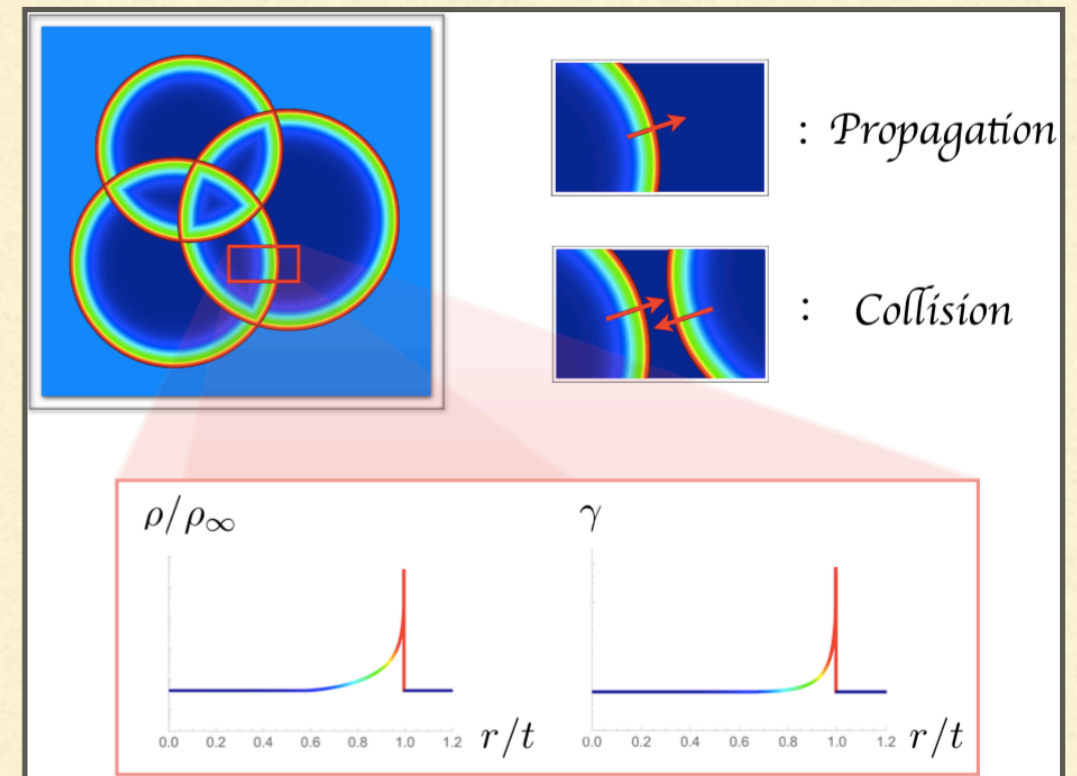 : Propagation
: Collision
ρ/ρ∞
γ
0.0 0.2 0.4 0.6 0.8 1.0 1.2 r/t
0.0 0.2 0.4 0.6 0.8 1.0 1.2 r/t